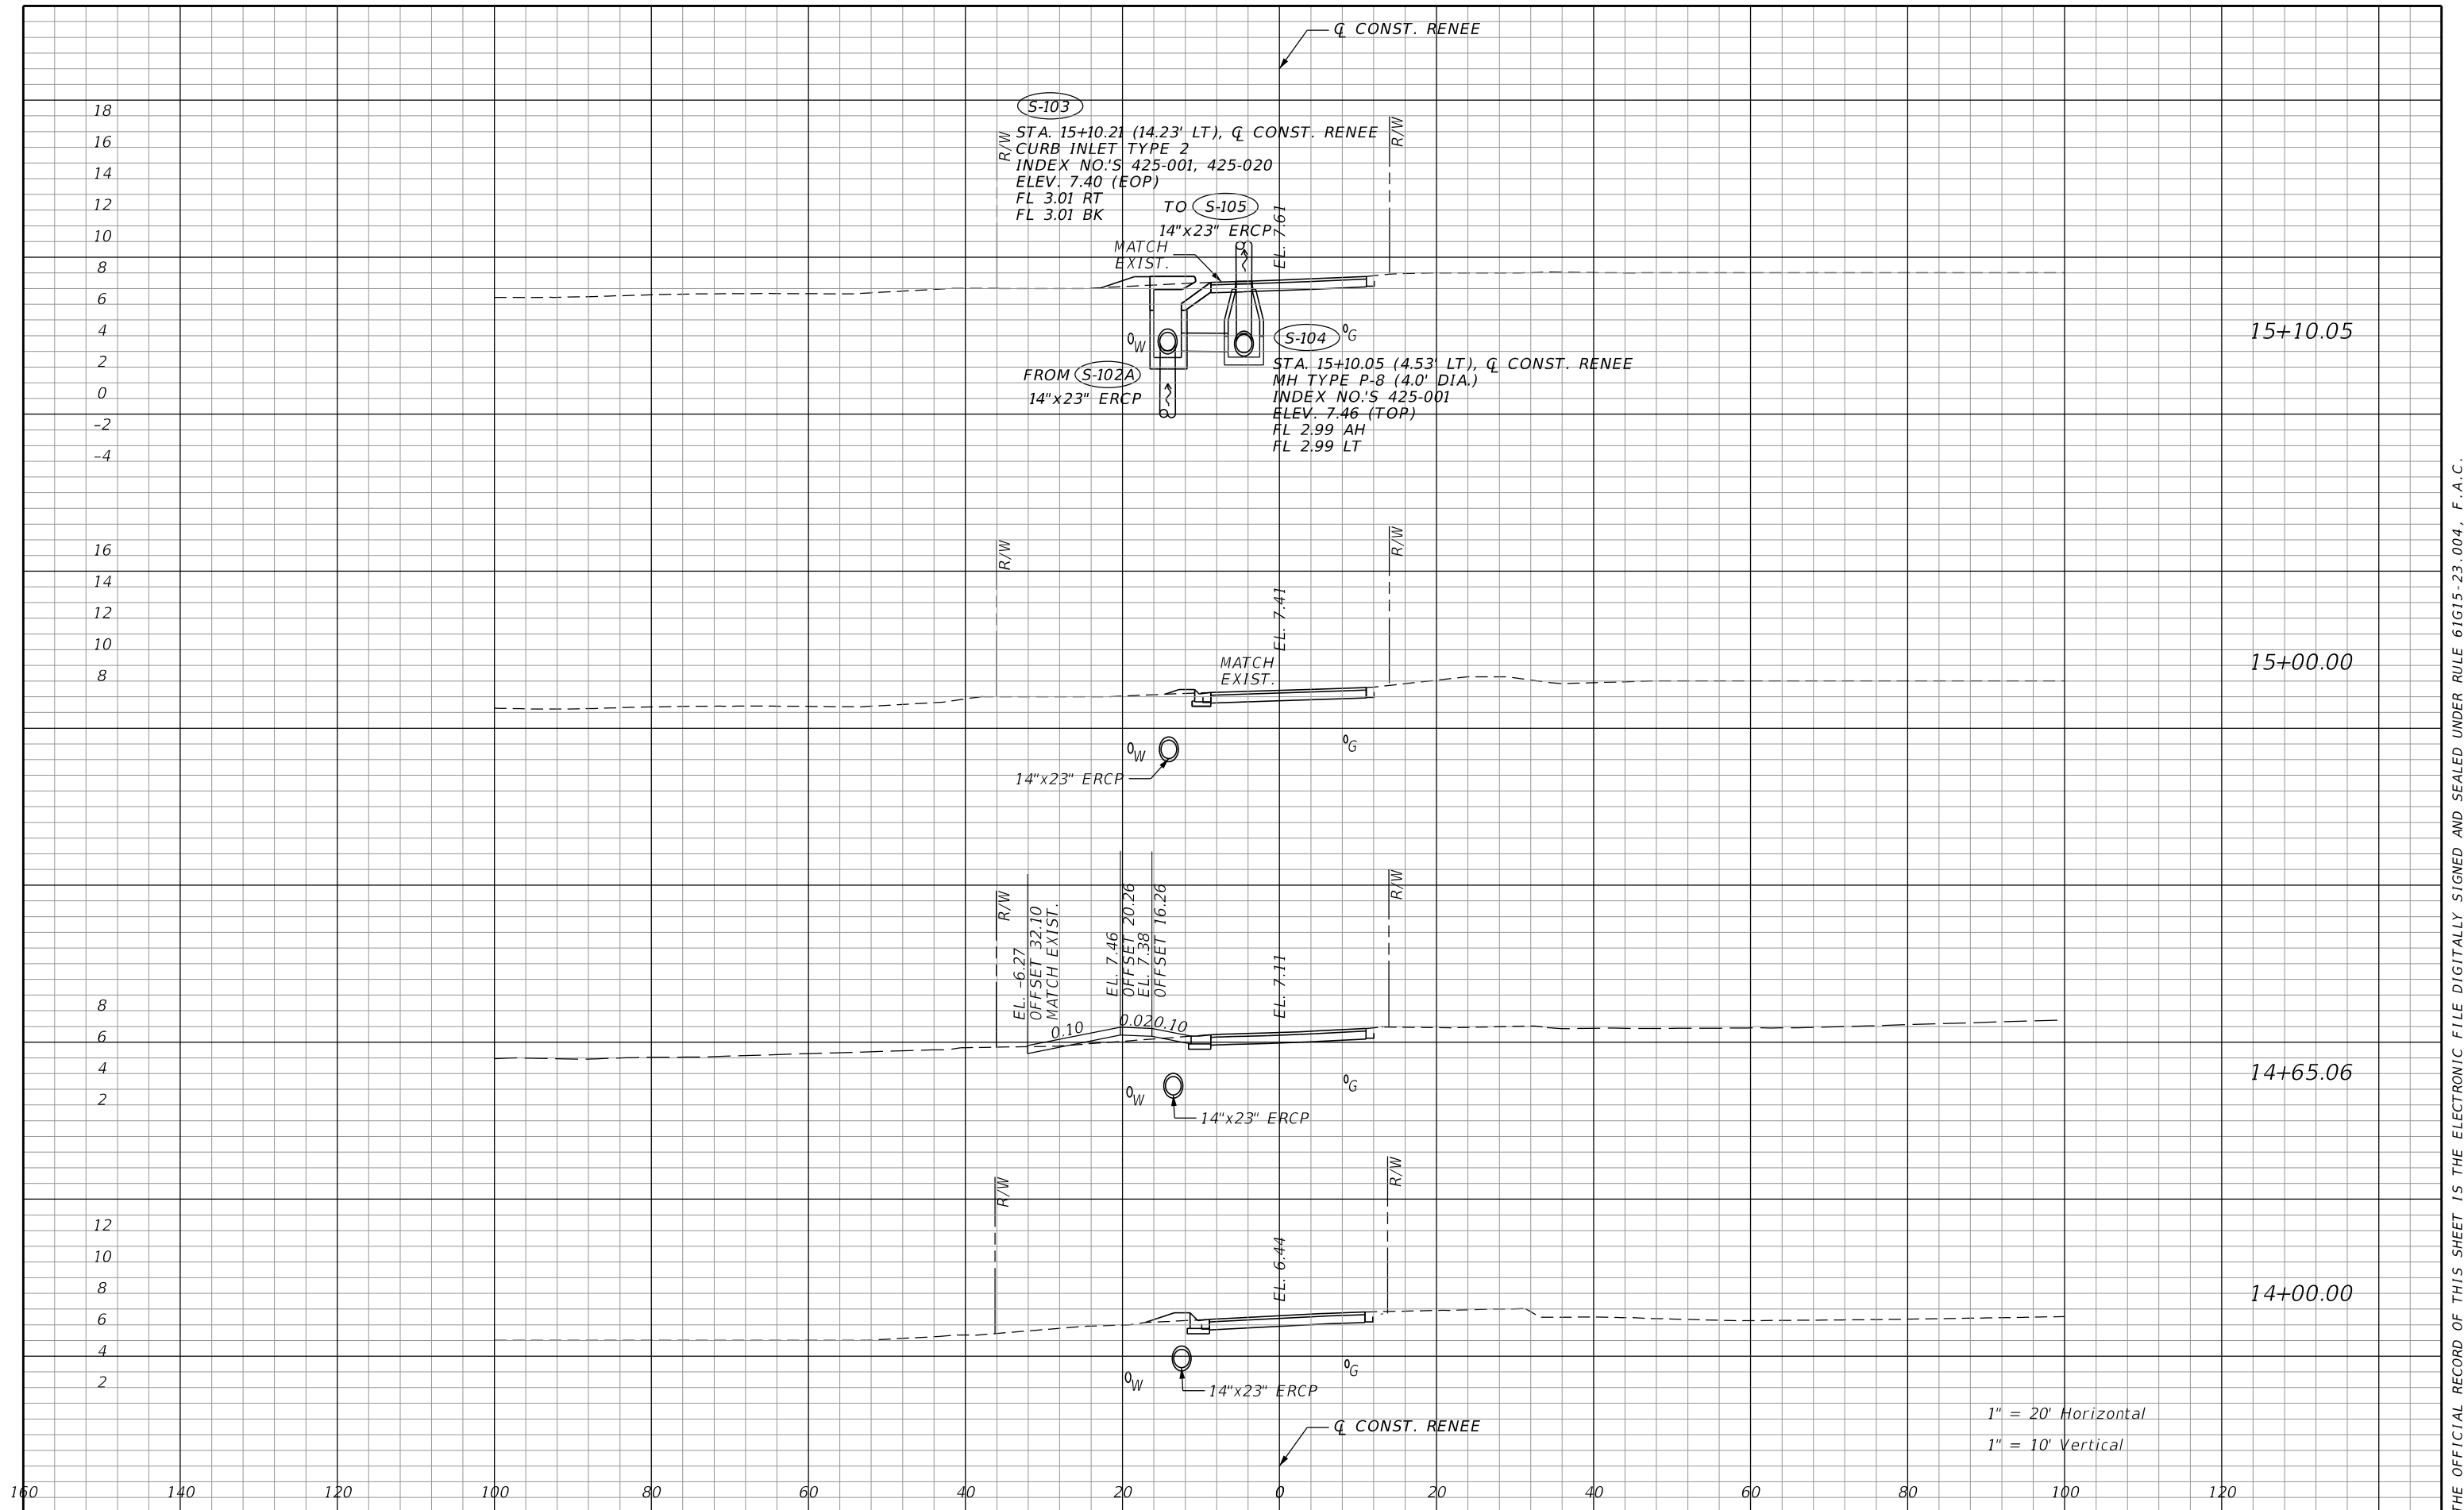 ℄ CONST. RENEE
18
16
14
12
10
8
6
4
2
0
-2
-4
S-103
STA. 15+10.21 (14.23' LT), ℄ CONST. RENEE
CURB INLET TYPE 2
INDEX NO.'S 425-001, 425-020
ELEV. 7.40 (EOP)
FL 3.01 RT
FL 3.01 BK
R/W
R/W
TO S-105
14"x23" ERCP
EL. 7.61
MATCH
EXIST.
0W
0G
S-104
STA. 15+10.05 (4.53' LT), ℄ CONST. RENEE
MH TYPE P-8 (4.0' DIA.)
INDEX NO.'S 425-001
ELEV. 7.46 (TOP)
FL 2.99 AH
FL 2.99 LT
FROM S-102A
14"x23" ERCP
15+10.05
16
14
12
10
8
R/W
R/W
EL. 7.41
MATCH
EXIST.
0W
0G
14"x23" ERCP
15+00.00
8
6
4
2
R/W
EL. -6.27
OFFSET 32.10
MATCH EXIST.
EL. 7.46
OFFSET 20.26
EL. 7.38
OFFSET 16.26
EL. 7.11
R/W
0.10
0.02
0.10
0W
0G
14"x23" ERCP
14+65.06
12
10
8
6
4
2
R/W
R/W
EL. 6.44
0W
0G
14"x23" ERCP
14+00.00
℄ CONST. RENEE
1" = 20' Horizontal
1" = 10' Vertical
160 140 120 100 80 60 40 20 0 20 40 60 80 100 120
THE OFFICIAL RECORD OF THIS SHEET IS THE ELECTRONIC FILE DIGITALLY SIGNED AND SEALED UNDER RULE 61G15-23.004, F.A.C.